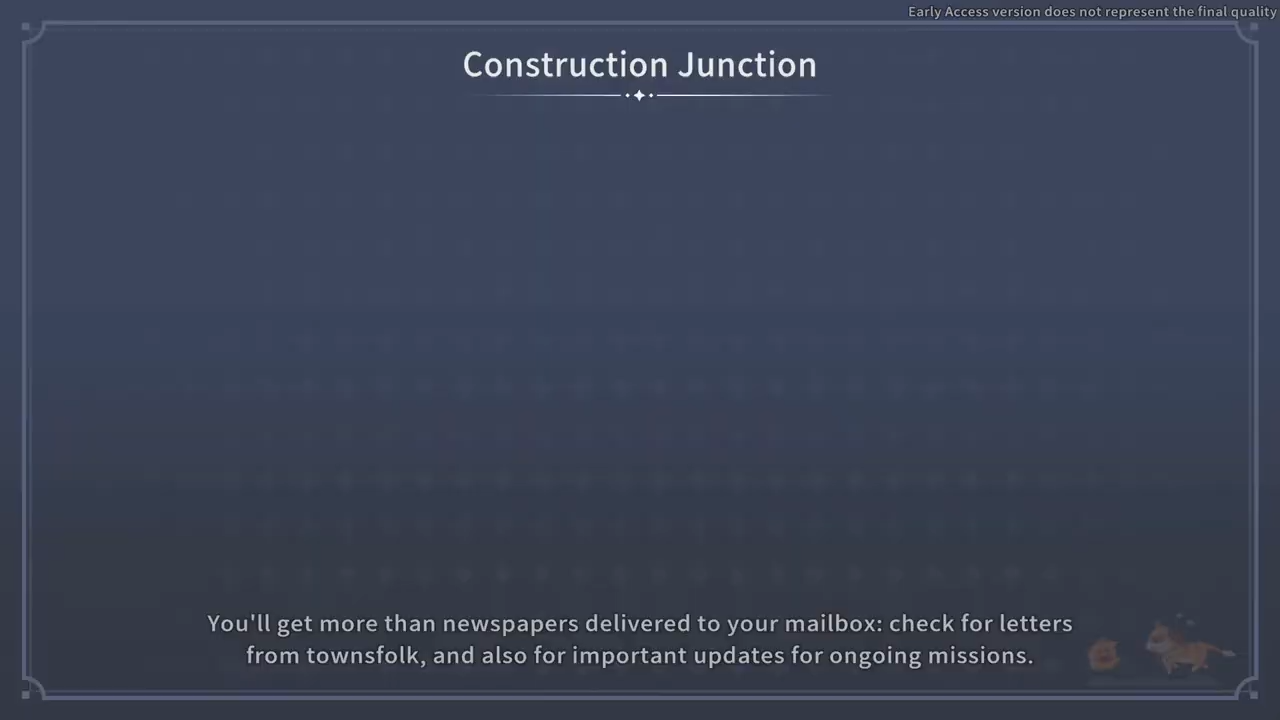 Early Access version does not represent the final quality
Construction Junction
You'll get more than newspapers delivered to your mailbox: check for letters
from townsfolk, and also for important updates for ongoing missions.